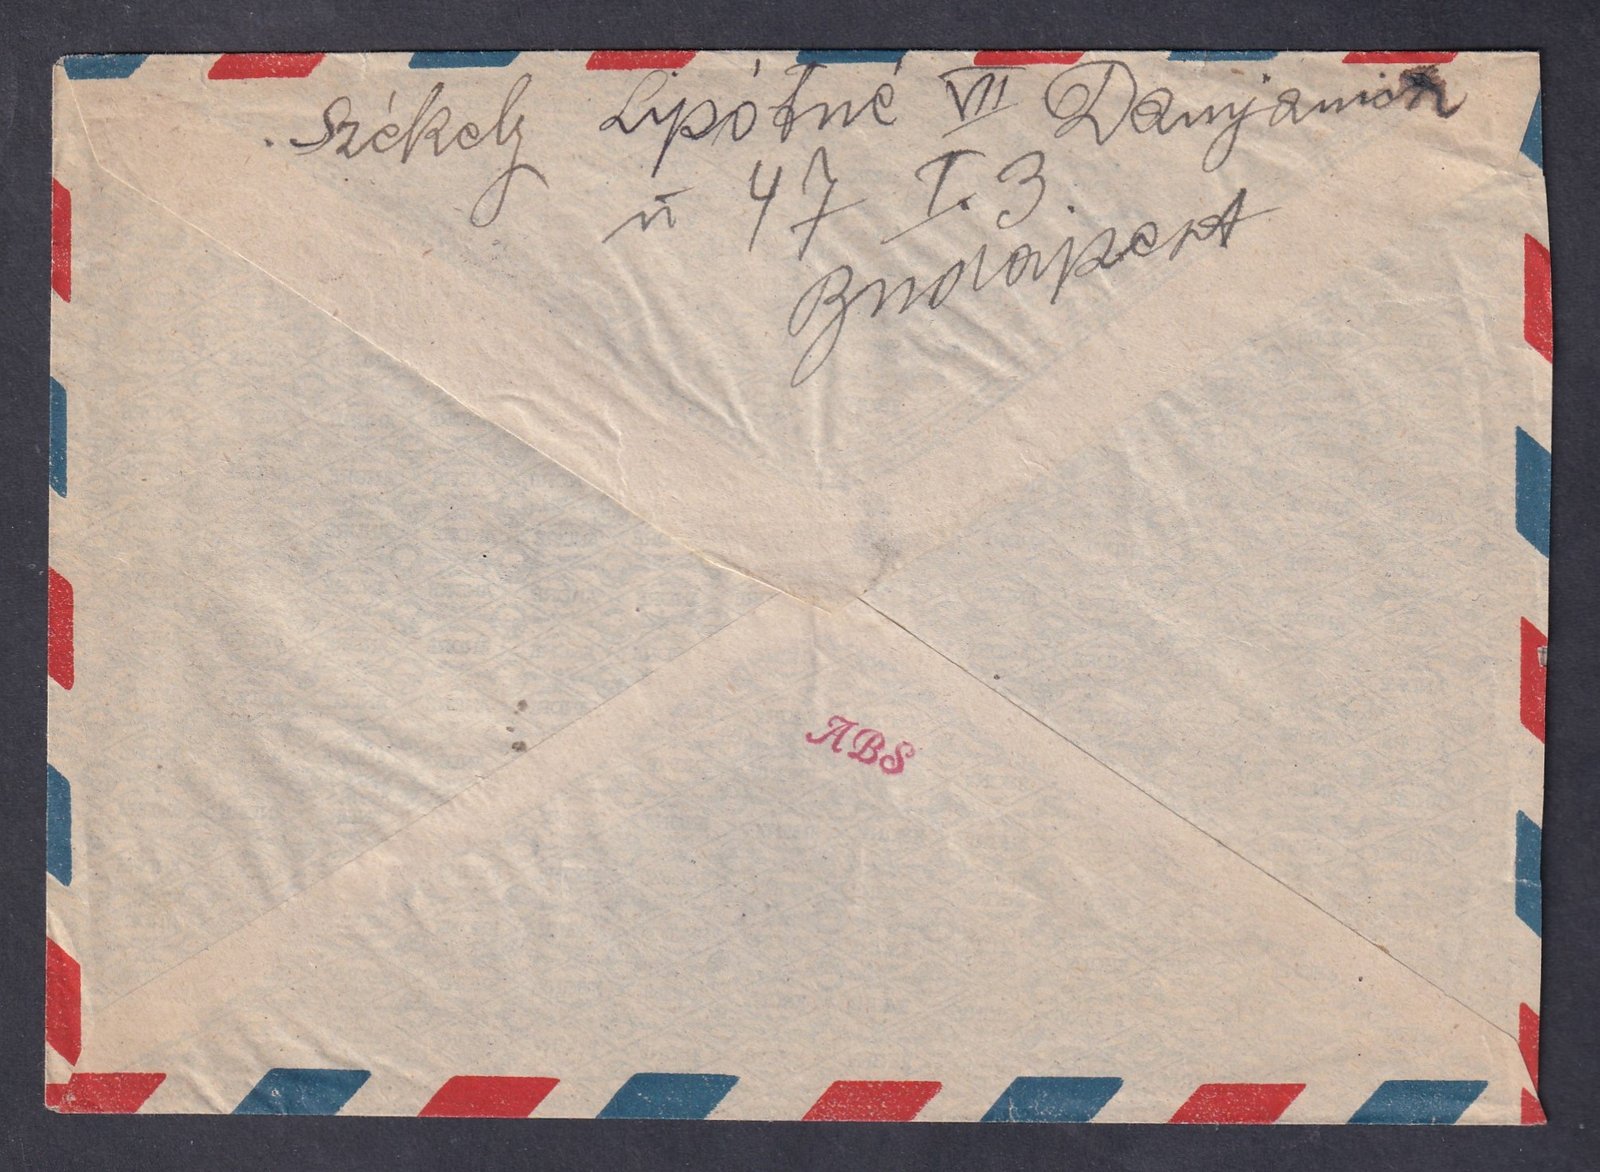 Székely Lipótné VII Damjanich
u 47 I. 3.
Budapest
ABS